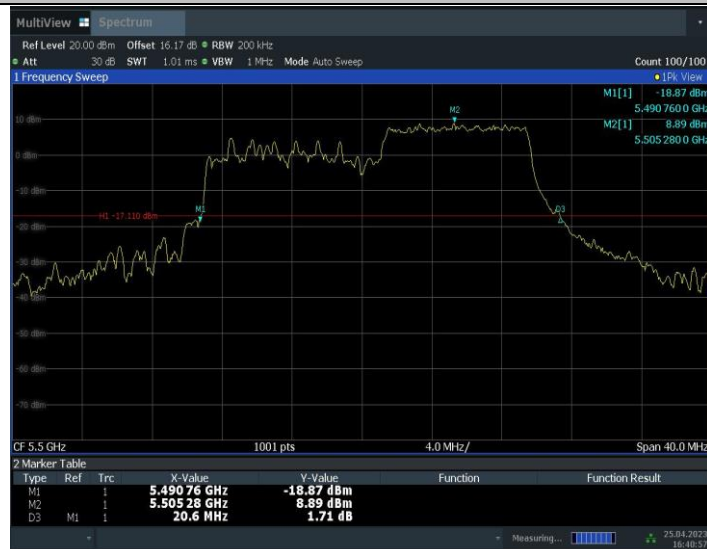 MultiView Spectrum
Ref Level 20.00 dBm Offset 16.17 dB RBW 200 kHz
Att 30 dB SWT 1.01 ms VBW 1 MHz Mode Auto Sweep Count 100/100
1 Frequency Sweep 1Pk View
M1[1] -18.87 dBm
5.490 760 0 GHz
M2[1] 8.89 dBm
5.505 280 0 GHz
M2
10 dBm
0 dBm
-10 dBm
M1
D3
H1 -17.110 dBm
-20 dBm
-30 dBm
-40 dBm
-50 dBm
-60 dBm
-70 dBm
CF 5.5 GHz 1001 pts 4.0 MHz/ Span 40.0 MHz
2 Marker Table
Type Ref Trc X-Value Y-Value Function Function Result
M1 1 5.490 76 GHz -18.87 dBm
M2 1 5.505 28 GHz 8.89 dBm
D3 M1 1 20.6 MHz 1.71 dB
Measuring... 25.04.2023
16:40:57